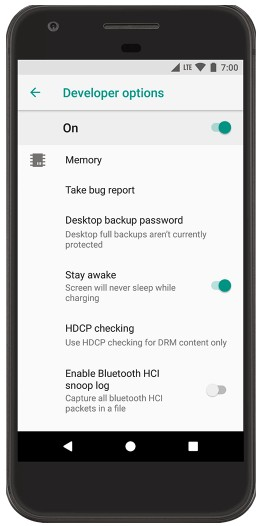 LTE 7:00
Developer options
On
Memory
Take bug report
Desktop backup password
Desktop full backups aren't currently
protected
Stay awake
Screen will never sleep while
charging
HDCP checking
Use HDCP checking for DRM content only
Enable Bluetooth HCI
snoop log
Capture all bluetooth HCI
packets in a file